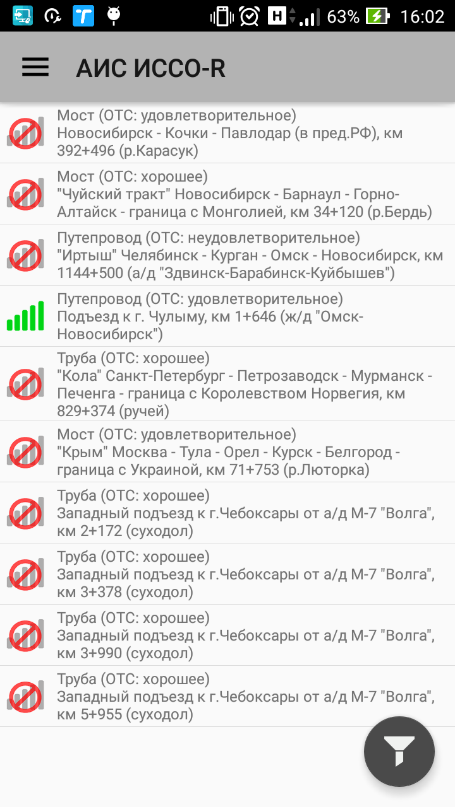 63% 16:02
АИС ИССО-R
Мост (ОТС: удовлетворительное)
Новосибирск - Кочки - Павлодар (в пред.РФ), км
392+496 (р.Карасук)
Мост (ОТС: хорошее)
"Чуйский тракт" Новосибирск - Барнаул - Горно-
Алтайск - граница с Монголией, км 34+120 (р.Бердь)
Путепровод (ОТС: неудовлетворительное)
"Иртыш" Челябинск - Курган - Омск - Новосибирск, км
1144+500 (а/д "Здвинск-Барабинск-Куйбышев")
Путепровод (ОТС: удовлетворительное)
Подъезд к г. Чулыму, км 1+646 (ж/д "Омск-
Новосибирск")
Труба (ОТС: хорошее)
"Кола" Санкт-Петербург - Петрозаводск - Мурманск -
Печенга - граница с Королевством Норвегия, км
829+374 (ручей)
Мост (ОТС: удовлетворительное)
"Крым" Москва - Тула - Орел - Курск - Белгород -
граница с Украиной, км 71+753 (р.Люторка)
Труба (ОТС: хорошее)
Западный подъезд к г.Чебоксары от а/д М-7 "Волга",
км 2+172 (суходол)
Труба (ОТС: хорошее)
Западный подъезд к г.Чебоксары от а/д М-7 "Волга",
км 3+378 (суходол)
Труба (ОТС: хорошее)
Западный подъезд к г.Чебоксары от а/д М-7 "Волга",
км 3+990 (суходол)
Труба (ОТС: хорошее)
Западный подъезд к г.Чебоксары от а/д М-7 "Волга",
км 5+955 (суходол)